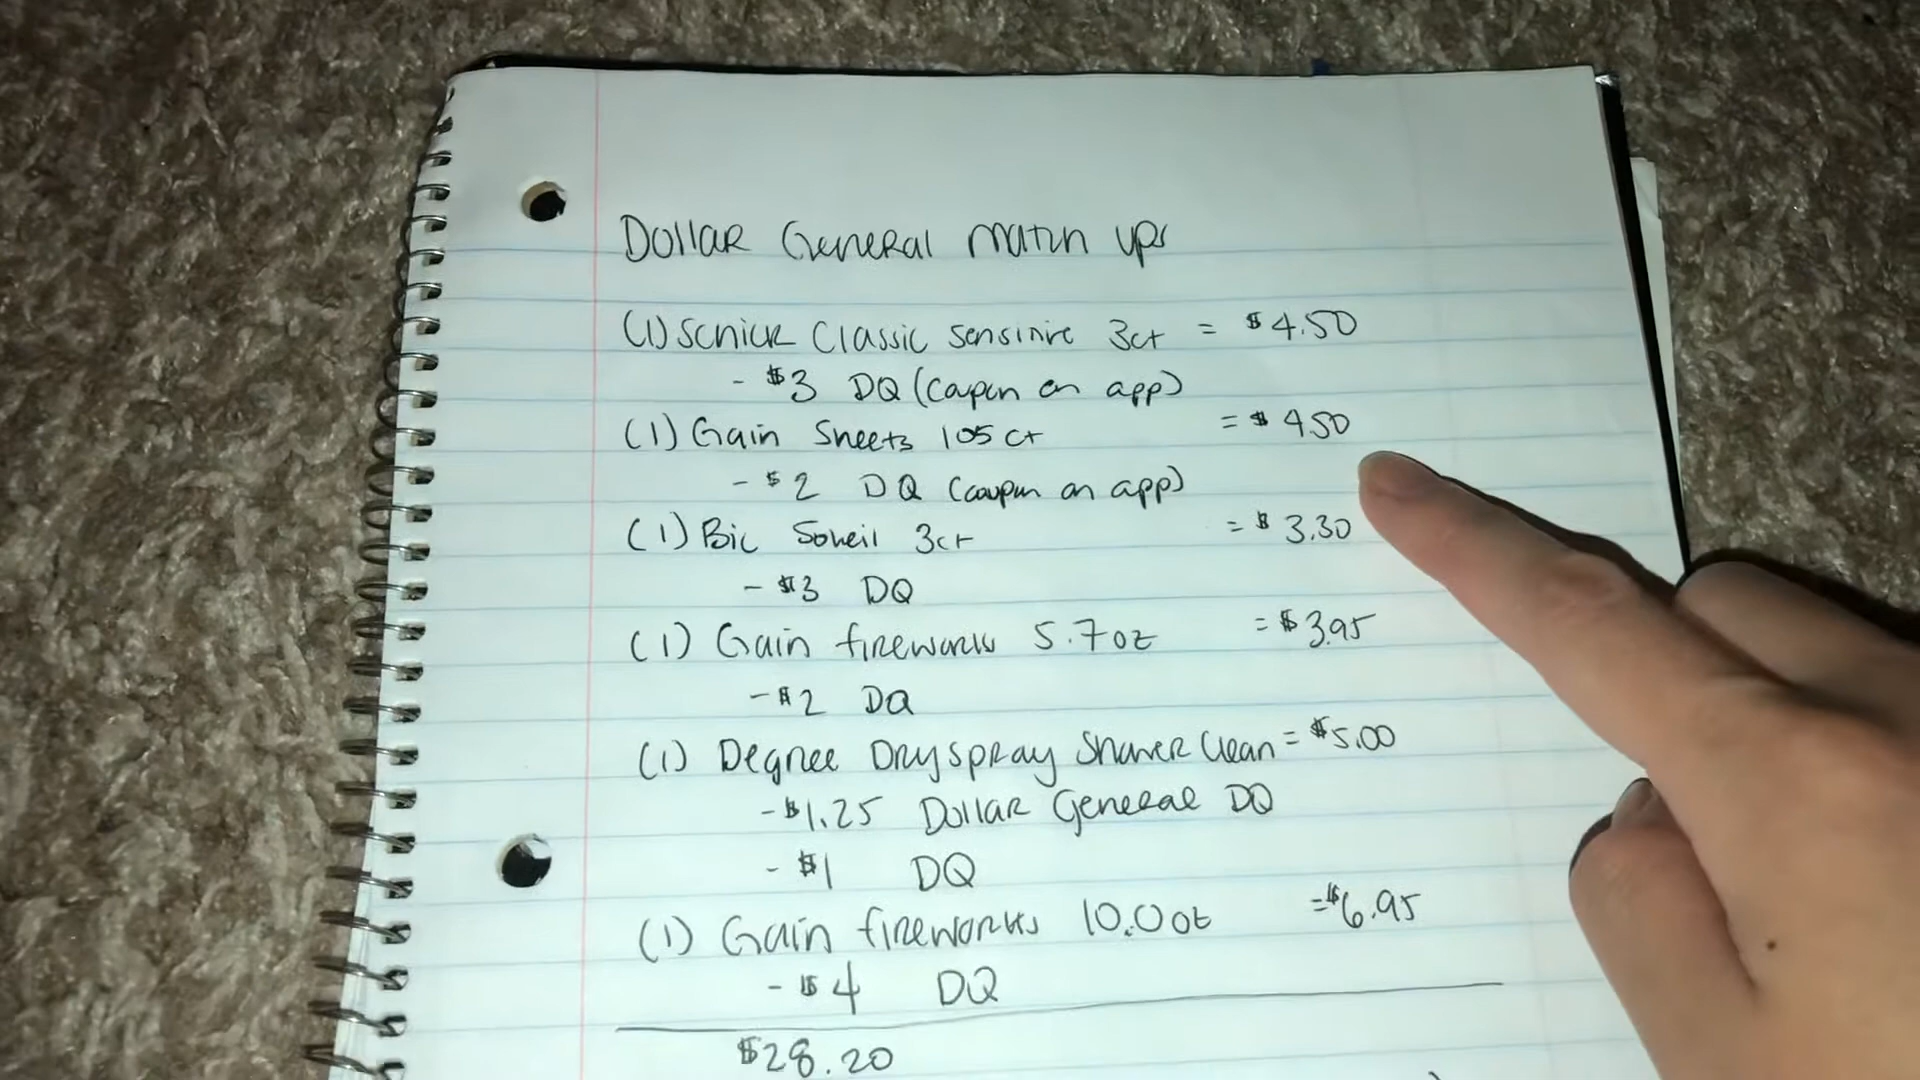 Dollar General match ups
(1) Schick Classic Sensitive 3ct = $4.50
- $3 DQ (coupon on app)
(1) Gain Sheets 105 ct = $4.50
- $2 DQ (coupon on app)
(1) Bic Soheil 3ct = $3.30
- $3 DQ
(1) Gain fireworks 5.7oz = $3.95
- $2 DQ
(1) Degree Dryspray Shower Clean = $5.00
- $1.25 Dollar General DQ
- $1 DQ
(1) Gain fireworks 10.0oz = $6.95
- $4 DQ
$28.20